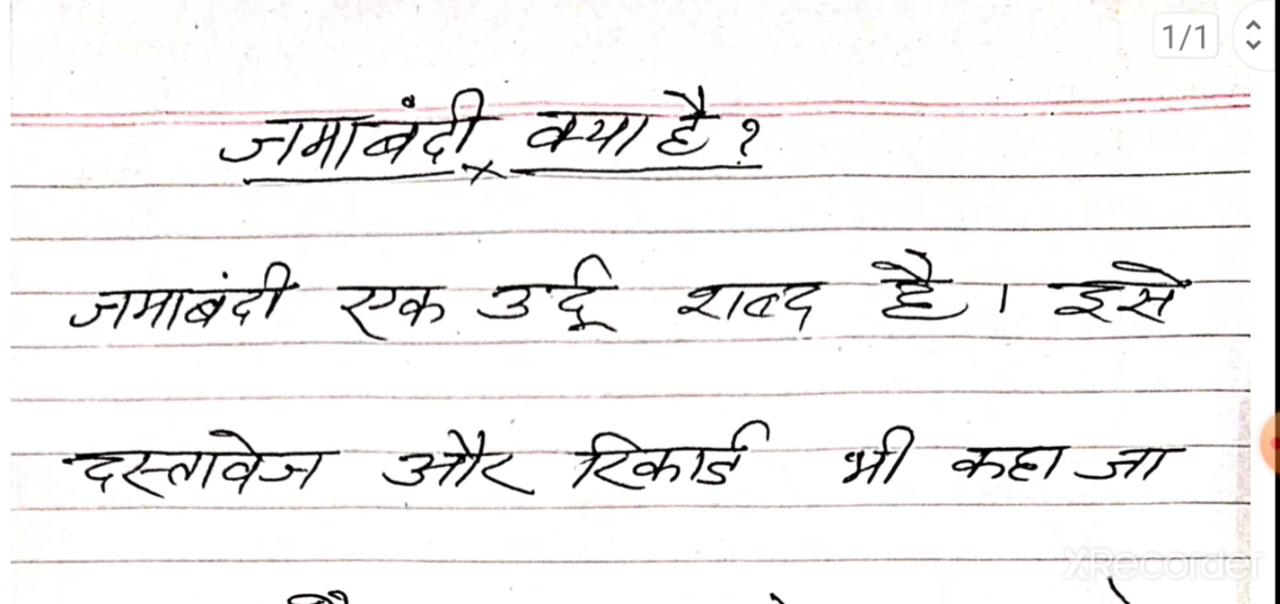 1/1
जमाबंदी क्या है?
जमाबंदी एक उर्दू शब्द है। इसे
दस्तावेज और रिकार्ड भी कहा जा
XRecorder